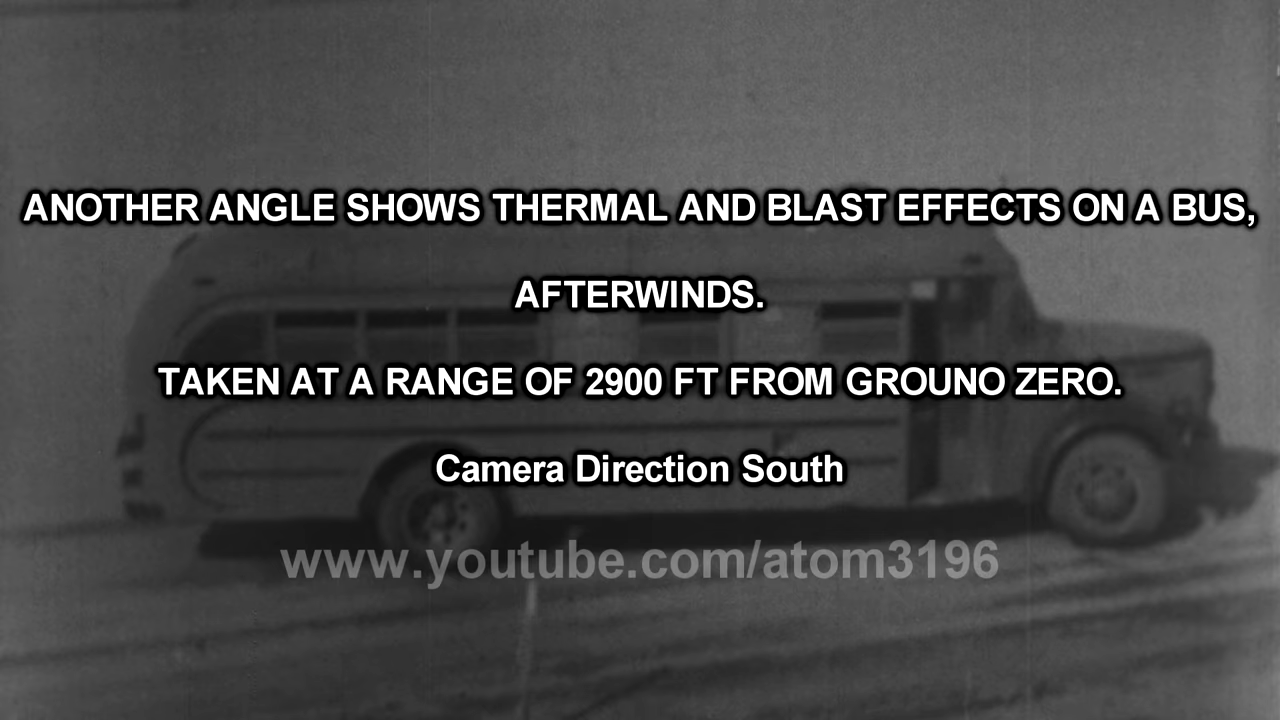 ANOTHER ANGLE SHOWS THERMAL AND BLAST EFFECTS ON A BUS,
AFTERWINDS.
TAKEN AT A RANGE OF 2900 FT FROM GROUNO ZERO.
Camera Direction South
www.youtube.com/atom3196